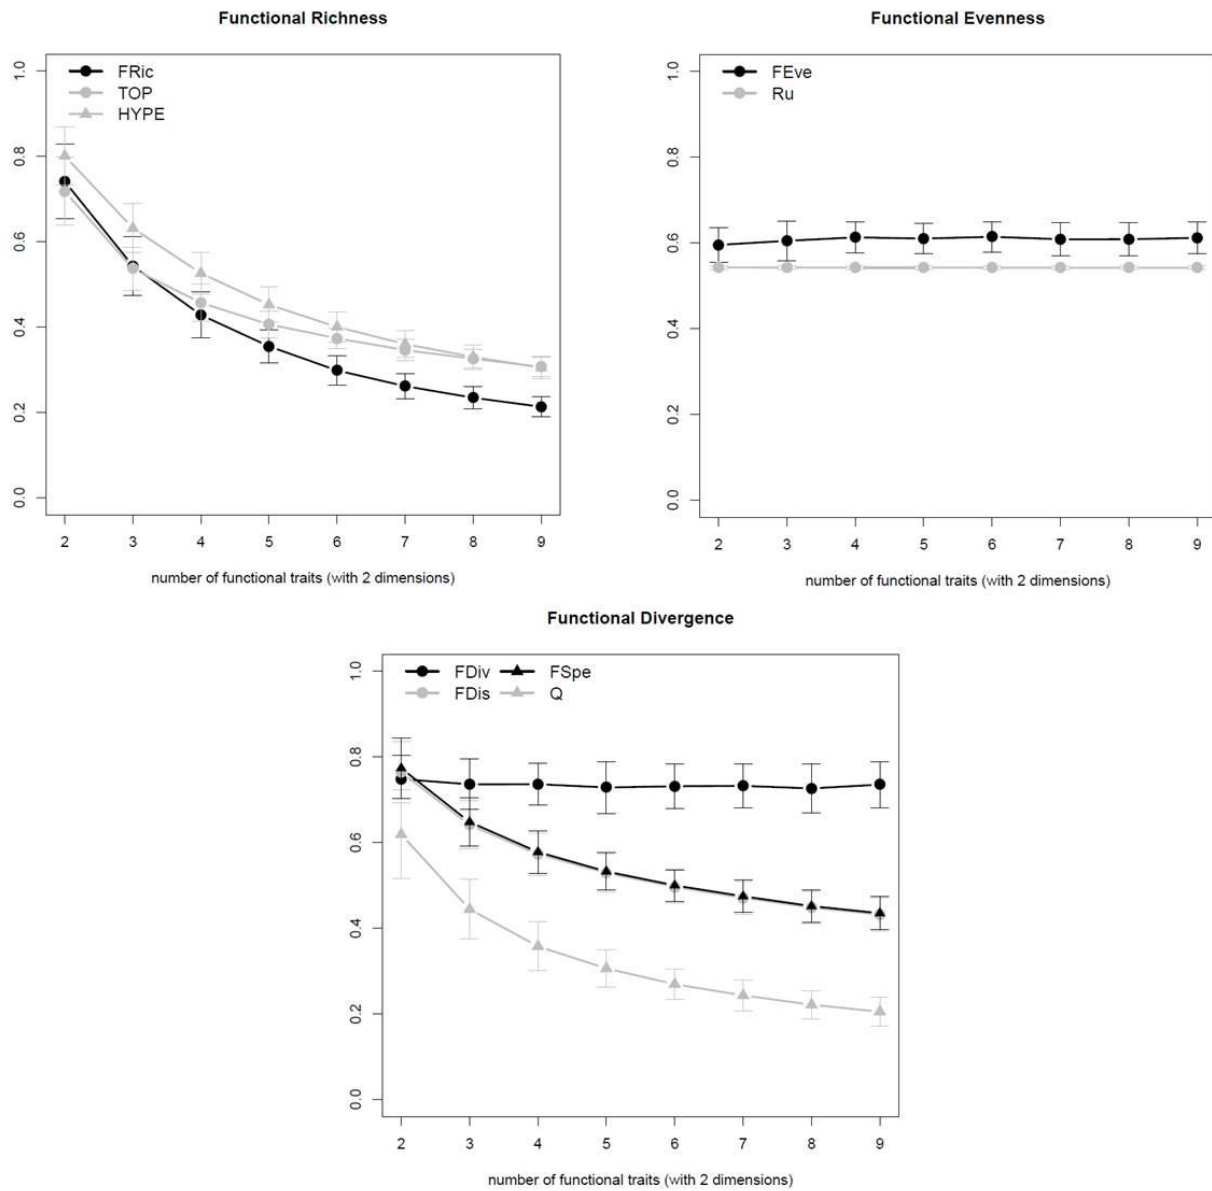 Functional Richness
FRic
TOP
HYPE
1.0
0.8
0.6
0.4
0.2
0.0
2 3 4 5 6 7 8 9
number of functional traits (with 2 dimensions)
Functional Evenness
FEve
Ru
1.0
0.8
0.6
0.4
0.2
0.0
2 3 4 5 6 7 8 9
number of functional traits (with 2 dimensions)
Functional Divergence
FDiv FSpe
FDis Q
1.0
0.8
0.6
0.4
0.2
0.0
2 3 4 5 6 7 8 9
number of functional traits (with 2 dimensions)